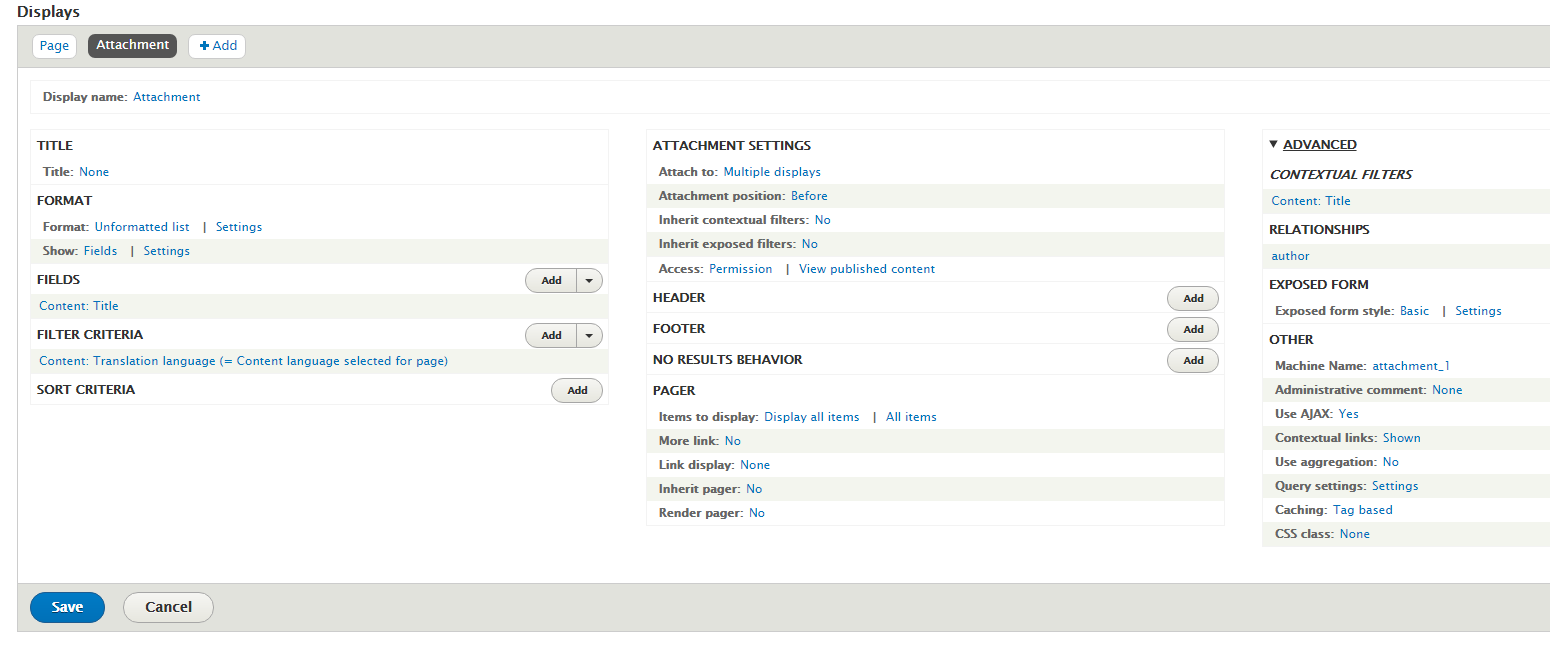 Displays
Page
Attachment
+ Add
Display name: Attachment
TITLE
Title: None
FORMAT
Format: Unformatted list | Settings
Show: Fields | Settings
FIELDS
Add
Content: Title
FILTER CRITERIA
Add
Content: Translation language (= Content language selected for page)
SORT CRITERIA
Add
ATTACHMENT SETTINGS
Attach to: Multiple displays
Attachment position: Before
Inherit contextual filters: No
Inherit exposed filters: No
Access: Permission | View published content
HEADER
Add
FOOTER
Add
NO RESULTS BEHAVIOR
Add
PAGER
Items to display: Display all items | All items
More link: No
Link display: None
Inherit pager: No
Render pager: No
ADVANCED
CONTEXTUAL FILTERS
Content: Title
RELATIONSHIPS
author
EXPOSED FORM
Exposed form style: Basic | Settings
OTHER
Machine Name: attachment_1
Administrative comment: None
Use AJAX: Yes
Contextual links: Shown
Use aggregation: No
Query settings: Settings
Caching: Tag based
CSS class: None
Save
Cancel